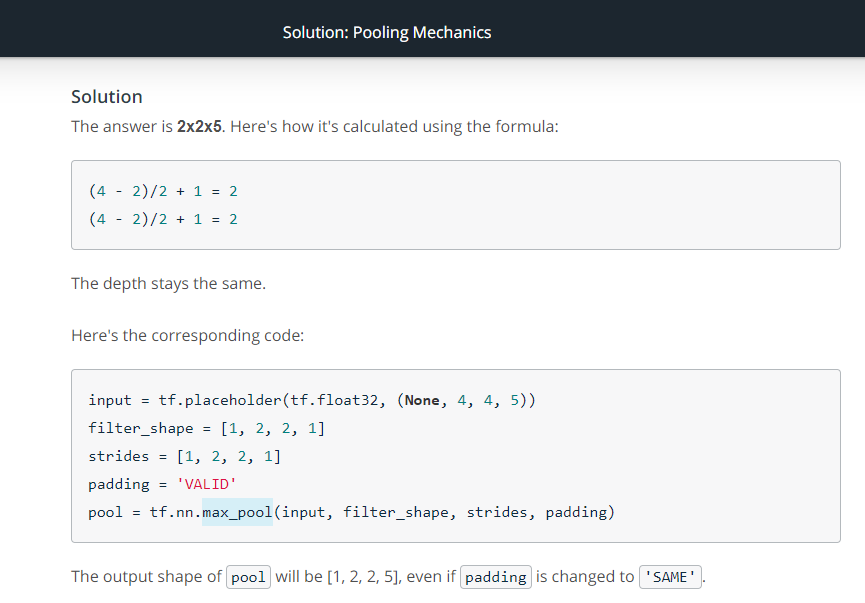 Solution: Pooling Mechanics
Solution
The answer is 2x2x5. Here's how it's calculated using the formula:
(4 - 2)/2 + 1 = 2
(4 - 2)/2 + 1 = 2
The depth stays the same.
Here's the corresponding code:
input = tf.placeholder(tf.float32, (None, 4, 4, 5))
filter_shape = [1, 2, 2, 1]
strides = [1, 2, 2, 1]
padding = 'VALID'
pool = tf.nn.max_pool(input, filter_shape, strides, padding)
The output shape of pool will be [1, 2, 2, 5], even if padding is changed to 'SAME'.